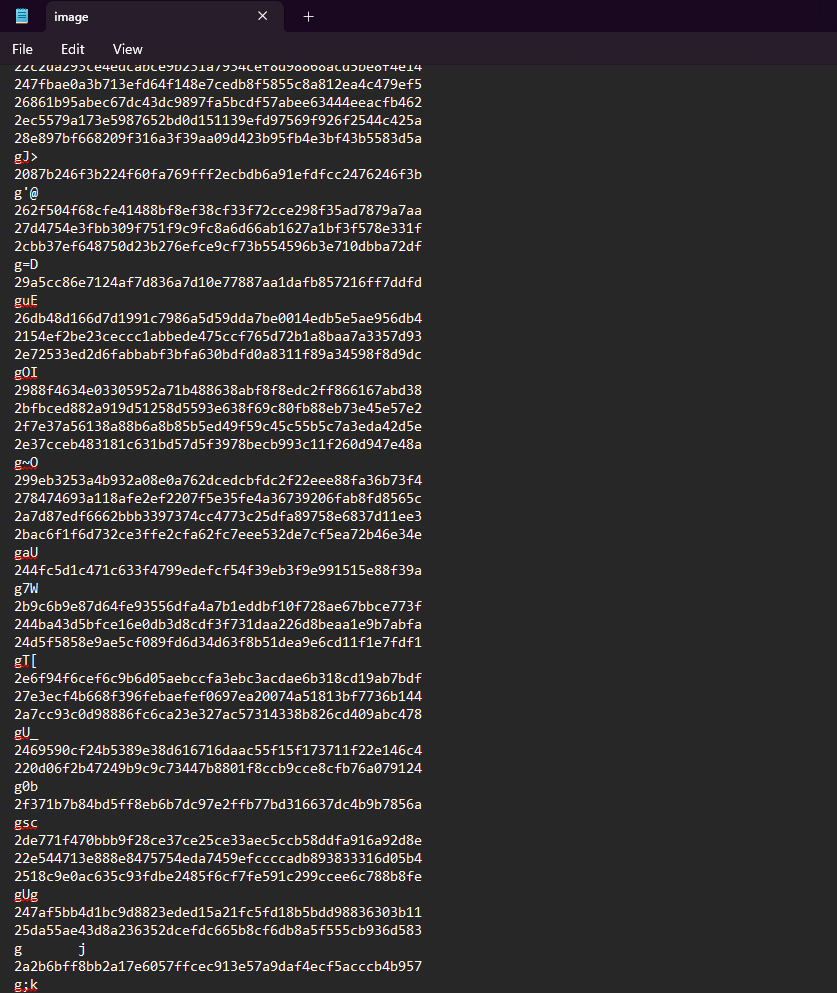 image
File Edit View
22c2da293ce4edcabce9b231a7934cef8d98868acd5be8f4e14
247fbae0a3b713efd64f148e7cedb8f5855c8a812ea4c479ef5
26861b95abec67dc43dc9897fa5bcdf57abee63444eeacfb462
2ec5579a173e5987652bd0d151139efd97569f926f2544c425a
28e897bf668209f316a3f39aa09d423b95fb4e3bf43b5583d5a
gJ>
2087b246f3b224f60fa769fff2ecbdb6a91efdfcc2476246f3b
g'@
262f504f68cfe41488bf8ef38cf33f72cce298f35ad7879a7aa
27d4754e3fbb309f751f9c9fc8a6d66ab1627a1bf3f578e331f
2cbb37ef648750d23b276efce9cf73b554596b3e710dbba72df
g=D
29a5cc86e7124af7d836a7d10e77887aa1dafb857216ff7ddfd
guE
26db48d166d7d1991c7986a5d59dda7be0014edb5e5ae956db4
2154ef2be23ceccc1abbede475ccf765d72b1a8baa7a3357d93
2e72533ed2d6fabbabf3bfa630bdfd0a8311f89a34598f8d9dc
gOI
2988f4634e03305952a71b488638abf8f8edc2ff866167abd38
2bfbced882a919d51258d5593e638f69c80fb88eb73e45e57e2
2f7e37a56138a88b6a8b85b5ed49f59c45c55b5c7a3eda42d5e
2e37cceb483181c631bd57d5f3978becb993c11f260d947e48a
g~O
299eb3253a4b932a08e0a762dcedcbfdc2f22eee88fa36b73f4
278474693a118afe2ef2207f5e35fe4a36739206fab8fd8565c
2a7d87edf6662bbb3397374cc4773c25dfa89758e6837d11ee3
2bac6f1f6d732ce3ffe2cfa62fc7eee532de7cf5ea72b46e34e
gaU
244fc5d1c471c633f4799edefcf54f39eb3f9e991515e88f39a
g7W
2b9c6b9e87d64fe93556dfa4a7b1eddbf10f728ae67bbce773f
244ba43d5bfce16e0db3d8cdf3f731daa226d8beaa1e9b7abfa
24d5f5858e9ae5cf089fd6d34d63f8b51dea9e6cd11f1e7fdf1
gT[
2e6f94f6cef6c9b6d05aebccfa3ebc3acdae6b318cd19ab7bdf
27e3ecf4b668f396febaefef0697ea20074a51813bf7736b144
2a7cc93c0d98886fc6ca23e327ac57314338b826cd409abc478
gU_
2469590cf24b5389e38d616716daac55f15f173711f22e146c4
220d06f2b47249b9c9c73447b8801f8ccb9cce8cfb76a079124
g0b
2f371b7b84bd5ff8eb6b7dc97e2ffb77bd316637dc4b9b7856a
gsc
2de771f470bbb9f28ce37ce25ce33aec5ccb58ddfa916a92d8e
22e544713e888e8475754eda7459efccccadb893833316d05b4
2518c9e0ac635c93fdbe2485f6cf7fe591c299ccee6c788b8fe
gUg
247af5bb4d1bc9d8823eded15a21fc5fd18b5bdd98836303b11
25da55ae43d8a236352dcefdc665b8cf6db8a5f555cb936d583
g j
2a2b6bff8bb2a17e6057ffcec913e57a9daf4ecf5acccb4b957
g;k